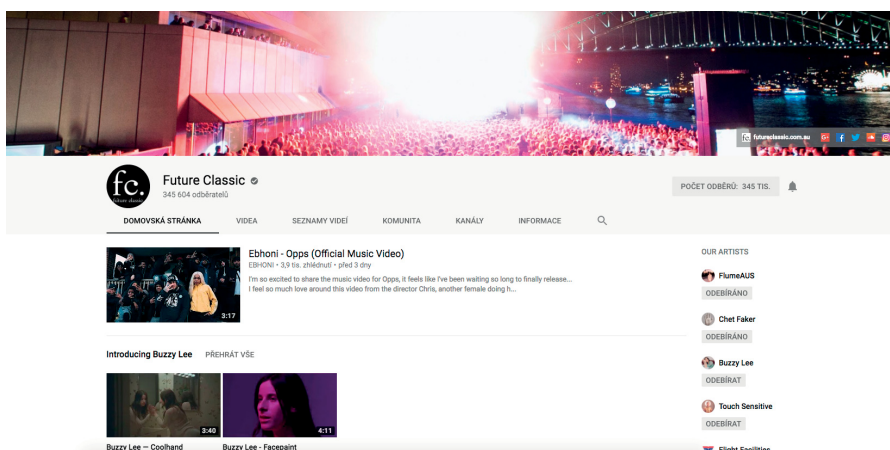 fc. futureclassic.com.au
fc.
future classic
Future Classic
345 604 odběratelů
POČET ODBĚRŮ: 345 TIS.
DOMOVSKÁ STRÁNKA VIDEA SEZNAMY VIDEÍ KOMUNITA KANÁLY INFORMACE
3:17
Ebhoni - Opps (Official Music Video)
EBHONI • 3,9 tis. zhlédnutí • před 3 dny
I'm so excited to share the music video for Opps, it feels like I've been waiting so long to finally release...
I feel so much love around this video from the director Chris, another female doing h...
Introducing Buzzy Lee PŘEHRÁT VŠE
3:40
Buzzy Lee — Coolhand
4:11
Buzzy Lee - Facepaint
OUR ARTISTS
FlumeAUS
ODEBÍRÁNO
Chet Faker
ODEBÍRÁNO
Buzzy Lee
ODEBÍRAT
Touch Sensitive
ODEBÍRAT
Flight Facilities